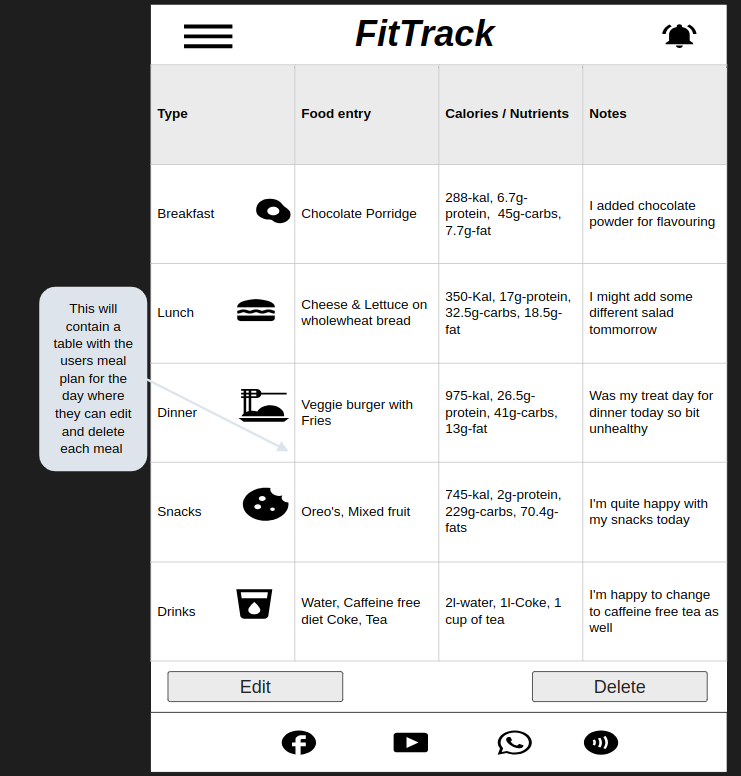 FitTrack
Type
Food entry
Calories / Nutrients
Notes
Breakfast
Chocolate Porridge
288-kal, 6.7g-
protein,  45g-carbs,
7.7g-fat
I added chocolate
powder for flavouring
Lunch
Cheese & Lettuce on
wholewheat bread
350-Kal, 17g-protein,
32.5g-carbs, 18.5g-
fat
I might add some
different salad
tommorrow
This will
contain a
table with the
users meal
plan for the
day where
they can edit
and delete
each meal
Dinner
Veggie burger with
Fries
975-kal, 26.5g-
protein, 41g-carbs,
13g-fat
Was my treat day for
dinner today so bit
unhealthy
Snacks
Oreo's, Mixed fruit
745-kal, 2g-protein,
229g-carbs, 70.4g-
fats
I'm quite happy with
my snacks today
Drinks
Water, Caffeine free
diet Coke, Tea
2l-water, 1l-Coke, 1
cup of tea
I'm happy to change
to caffeine free tea as
well
Edit
Delete